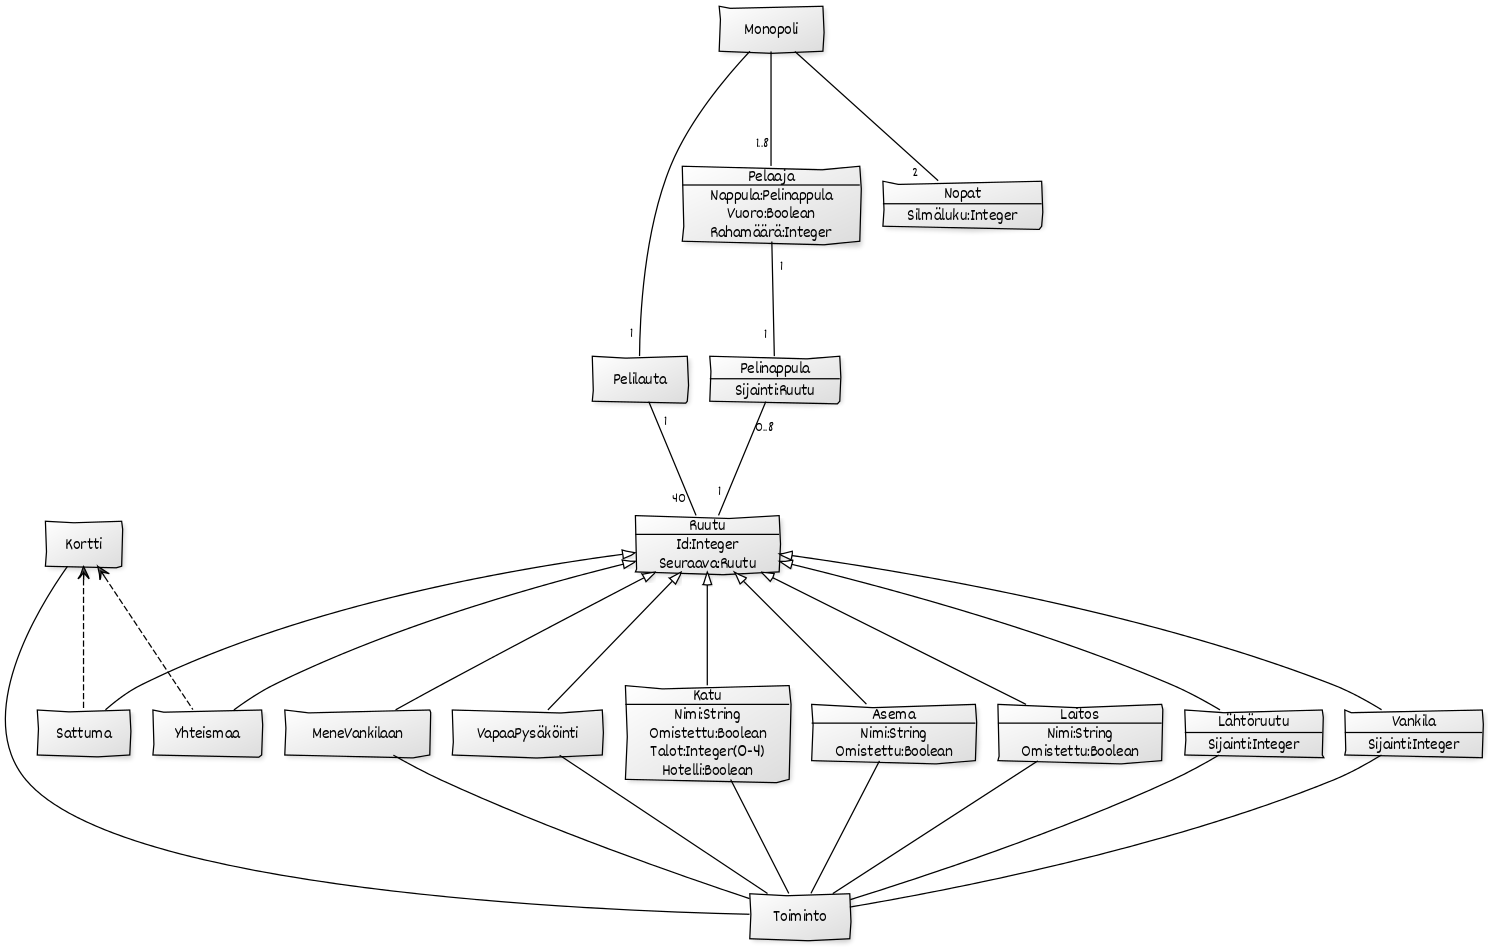 Monopoli
1..8
2
Pelaaja
Nappula:Pelinappula
Vuoro:Boolean
Rahamäärä:Integer
Nopat
Silmäluku:Integer
1
1
1
Pelilauta
Pelinappula
Sijainti:Ruutu
1
0..8
40
1
Ruutu
Id:Integer
Seuraava:Ruutu
Kortti
Sattuma
Yhteismaa
MeneVankilaan
VapaaPysäköinti
Katu
Nimi:String
Omistettu:Boolean
Talot:Integer(0-4)
Hotelli:Boolean
Asema
Nimi:String
Omistettu:Boolean
Laitos
Nimi:String
Omistettu:Boolean
Lähtöruutu
Sijainti:Integer
Vankila
Sijainti:Integer
Toiminto